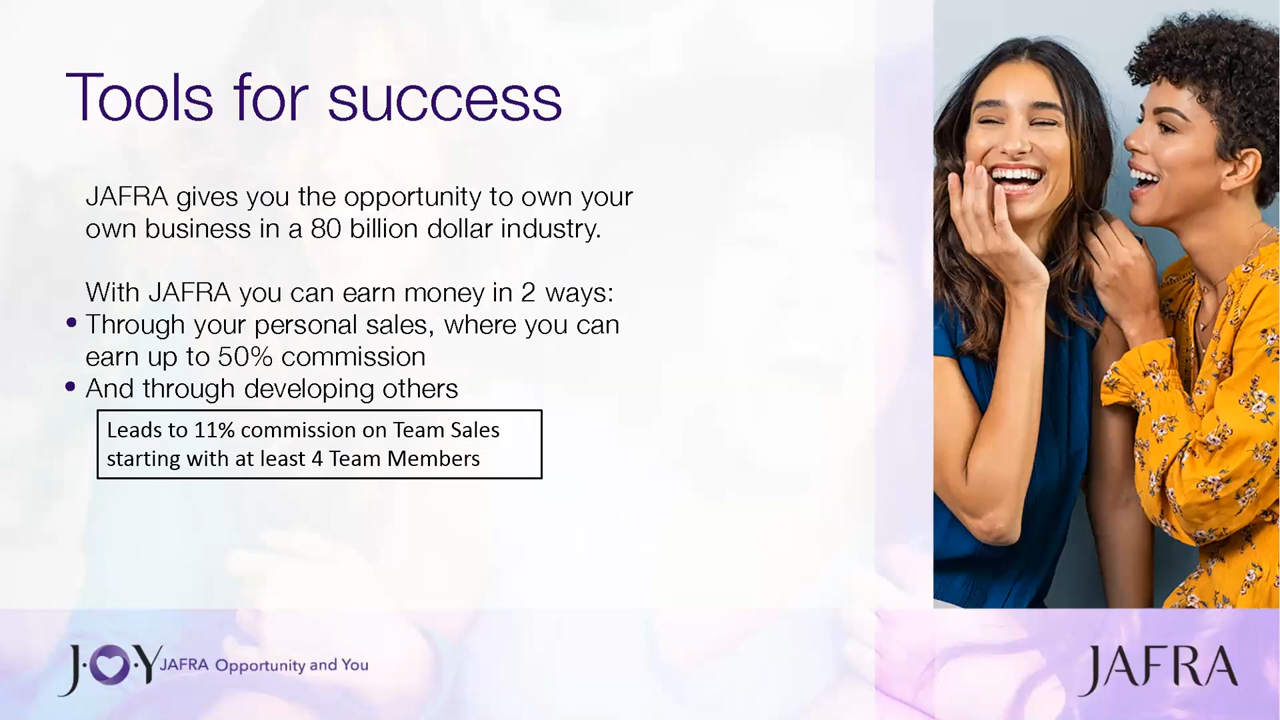 Tools for success
JAFRA gives you the opportunity to own your
own business in a 80 billion dollar industry.
With JAFRA you can earn money in 2 ways:
• Through your personal sales, where you can
earn up to 50% commission
• And through developing others
Leads to 11% commission on Team Sales
starting with at least 4 Team Members
J·O·Y JAFRA Opportunity and You
JAFRA